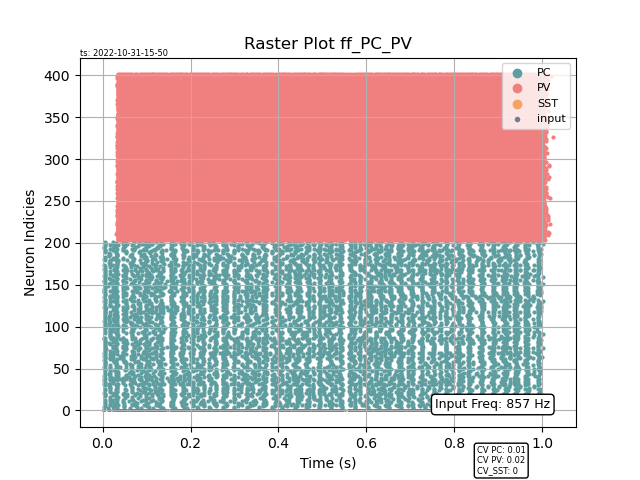 Raster Plot ff_PC_PV
ts: 2022-10-31-15-50
PC
PV
SST
input
400
350
300
250
200
150
100
50
0
Neuron Indicies
Input Freq: 857 Hz
0.0
0.2
0.4
0.6
0.8
1.0
Time (s)
CV PC: 0.01
CV PV: 0.02
CV_SST: 0